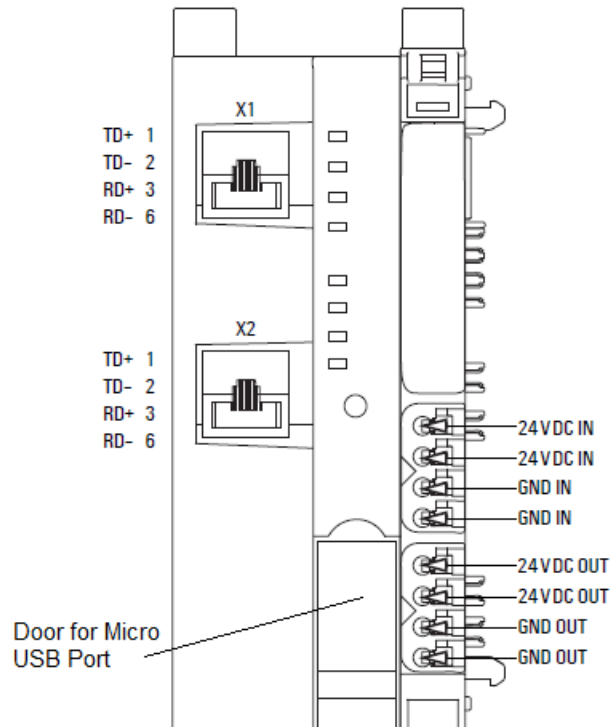 X1
TD+ 1
TD- 2
RD+ 3
RD- 6
X2
TD+ 1
TD- 2
RD+ 3
RD- 6
24VDC IN
24VDC IN
GND IN
GND IN
24VDC OUT
24VDC OUT
GND OUT
GND OUT
Door for Micro
USB Port